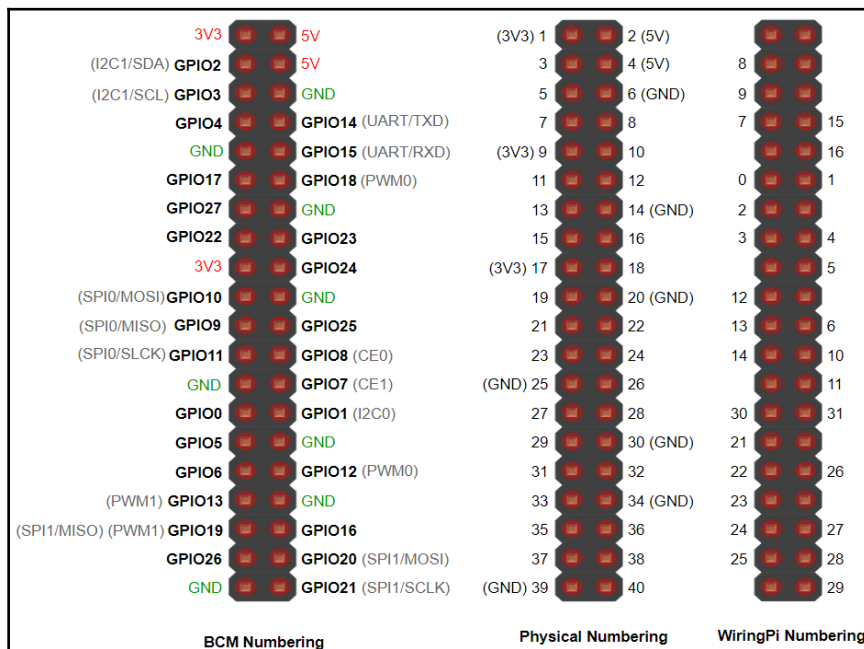 3V3 5V (3V3) 1 2 (5V)
(I2C1/SDA) GPIO2 5V 3 4 (5V) 8
(I2C1/SCL) GPIO3 GND 5 6 (GND) 9
GPIO4 GPIO14 (UART/TXD) 7 8 7 15
GND GPIO15 (UART/RXD) (3V3) 9 10 16
GPIO17 GPIO18 (PWM0) 11 12 0 1
GPIO27 GND 13 14 (GND) 2
GPIO22 GPIO23 15 16 3 4
3V3 GPIO24 (3V3) 17 18 5
(SPI0/MOSI) GPIO10 GND 19 20 (GND) 12
(SPI0/MISO) GPIO9 GPIO25 21 22 13 6
(SPI0/SLCK) GPIO11 GPIO8 (CE0) 23 24 14 10
GND GPIO7 (CE1) (GND) 25 26 11
GPIO0 GPIO1 (I2C0) 27 28 30 31
GPIO5 GND 29 30 (GND) 21
GPIO6 GPIO12 (PWM0) 31 32 22 26
(PWM1) GPIO13 GND 33 34 (GND) 23
(SPI1/MISO) (PWM1) GPIO19 GPIO16 35 36 24 27
GPIO26 GPIO20 (SPI1/MOSI) 37 38 25 28
GND GPIO21 (SPI1/SCLK) (GND) 39 40 29
BCM Numbering Physical Numbering WiringPi Numbering